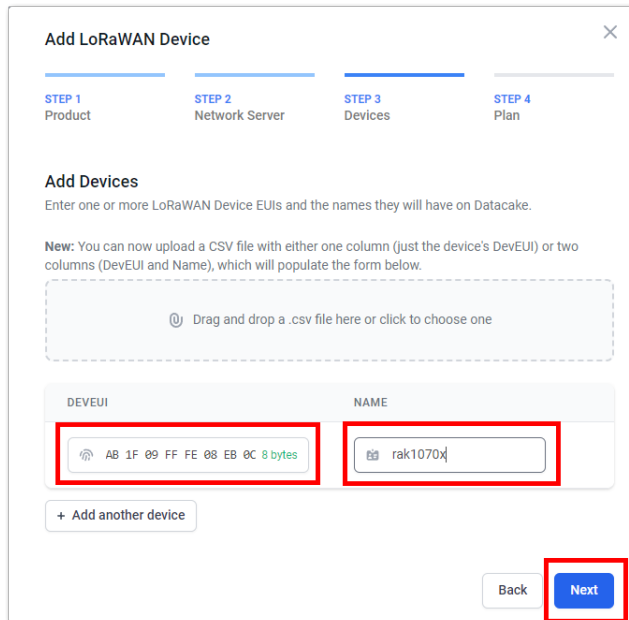 Add LoRaWAN Device
STEP 1
Product
STEP 2
Network Server
STEP 3
Devices
STEP 4
Plan
Add Devices
Enter one or more LoRaWAN Device EUIs and the names they will have on Datacake.
New: You can now upload a CSV file with either one column (just the device's DevEUI) or two
columns (DevEUI and Name), which will populate the form below.
Drag and drop a .csv file here or click to choose one
DEVEUI
NAME
AB 1F 09 FF FE 08 EB 0C 8 bytes
rak1070x
+ Add another device
Back
Next